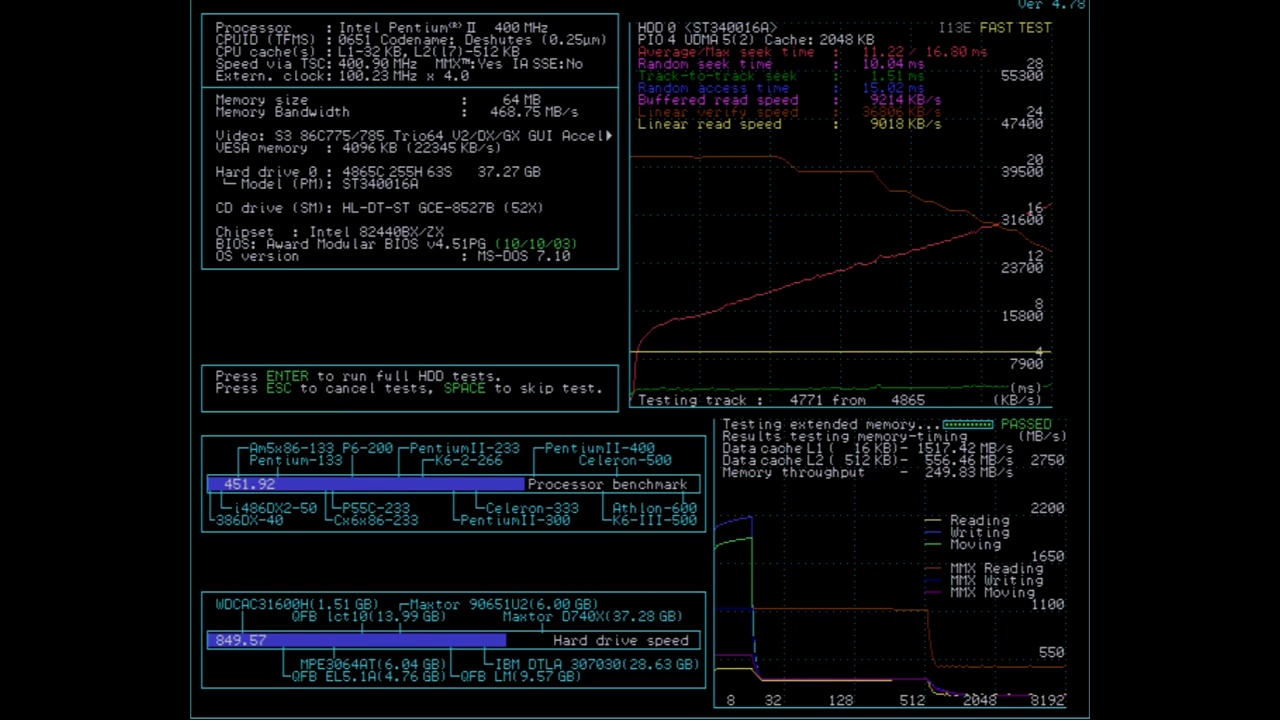 Ver 4.78
Processor : Intel Pentium(R) II 400 MHz
CPUID (TFMS) : 0651 Codename: Deshutes (0.25µm)
CPU cache(s) : L1-32 KB, L2(17)-512 KB
Speed via TSC: 400.90 MHz MMX™:Yes IA SSE:No
Extern. clock: 100.23 MHz x 4.0
Memory size : 64 MB
Memory Bandwidth : 468.75 MB/s
Video: S3 86C775/785 Trio64 V2/DX/GX GUI Accel
VESA memory : 4096 KB (22345 KB/s)
Hard drive 0 : 4865C 255H 63S 37.27 GB
Model (PM): ST340016A
CD drive (SM): HL-DT-ST GCE-8527B (52X)
Chipset : Intel 82440BX/ZX
BIOS: Award Modular BIOS v4.51PG (10/10/03)
OS version : MS-DOS 7.10
Press ENTER to run full HDD tests.
Press ESC to cancel tests, SPACE to skip test.
HDD 0 <ST340016A> 113E FAST TEST
PIO 4 UDMA 5(2) Cache: 2048 KB
Average/Max seek time : 11.22 / 16.80 ms
Random seek time : 10.04 ms
Track-to-track seek : 1.51 ms
Random access time : 15.02 ms
Buffered read speed : 9214 KB/s
Linear verify speed : 36806 KB/s
Linear read speed : 9018 KB/s
28
55300
24
47400
20
39500
16
31600
12
23700
8
15800
4
7900
(ms)
Testing track : 4771 from 4865 (KB/s)
Am5x86-133 P6-200 PentiumII-233 PentiumII-400
Pentium-133 K6-2-266 Celeron-500
451.92 Processor benchmark
i486DX2-50 P55C-233 Celeron-333 Athlon-600
386DX-40 Cx6x86-233 PentiumII-300 K6-III-500
WDCAC31600H(1.51 GB) Maxtor 90651U2(6.00 GB)
QFB lct10(13.99 GB) Maxtor D740X(37.28 GB)
849.57 Hard drive speed
MPE3064AT(6.04 GB) IBM DTLA 307030(28.63 GB)
QFB EL5.1A(4.76 GB) QFB LM(9.57 GB)
Testing extended memory... PASSED
Results testing memory-timing (MB/s)
Data cache L1 ( 16 KB)- 1517.42 MB/s
Data cache L2 ( 512 KB)- 556.46 MB/s 2750
Memory throughput - 249.83 MB/s
2200
Reading
Writing
Moving
1650
MMX Reading
MMX Writing
MMX Moving
1100
550
8 32 128 512 2048 8192